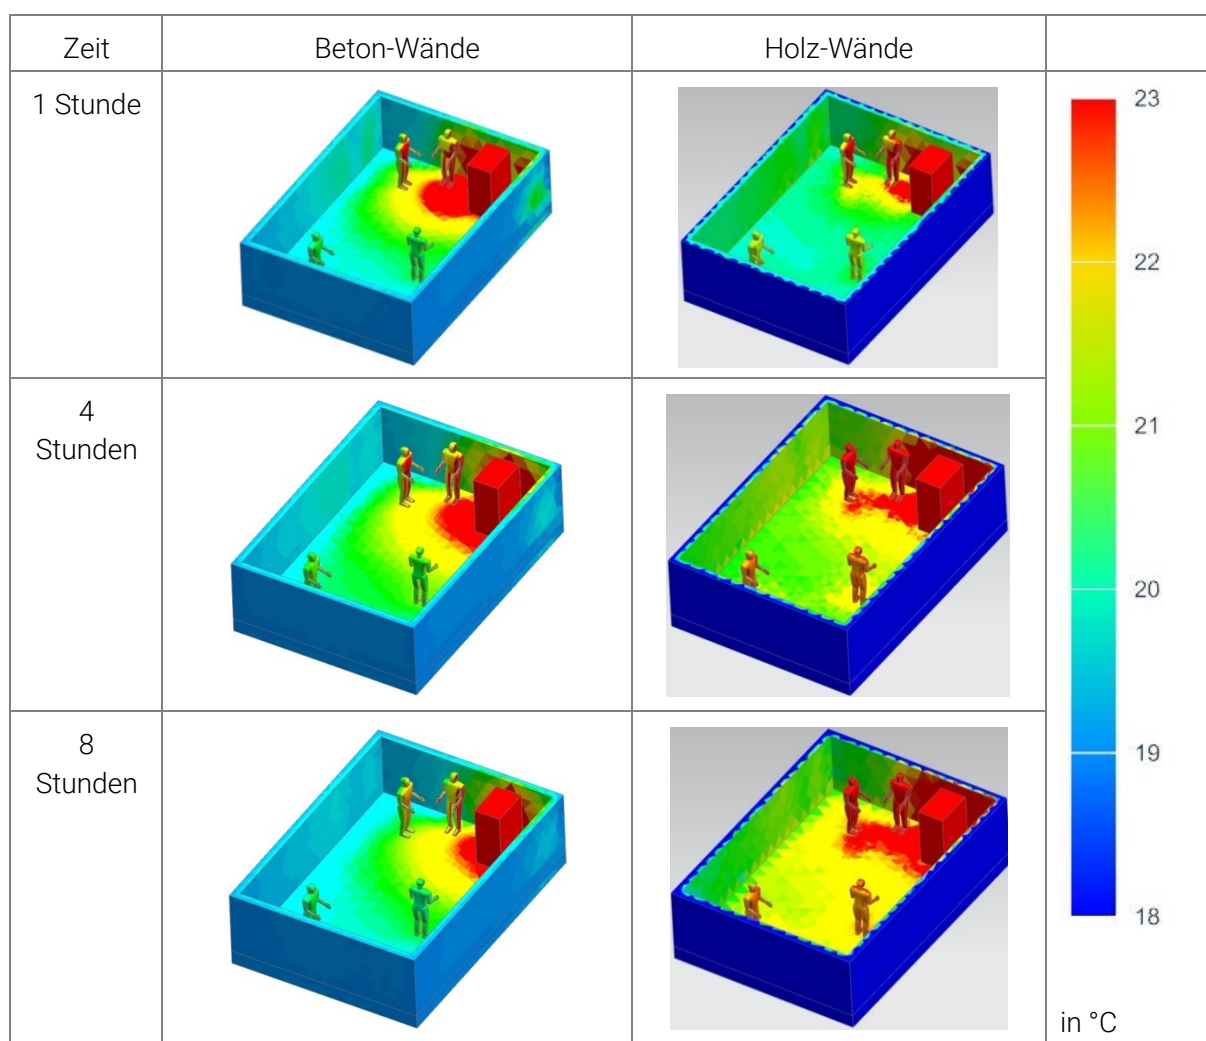 Zeit
Beton-Wände
Holz-Wände
1 Stunde
4
Stunden
8
Stunden
23
22
21
20
19
18
in °C